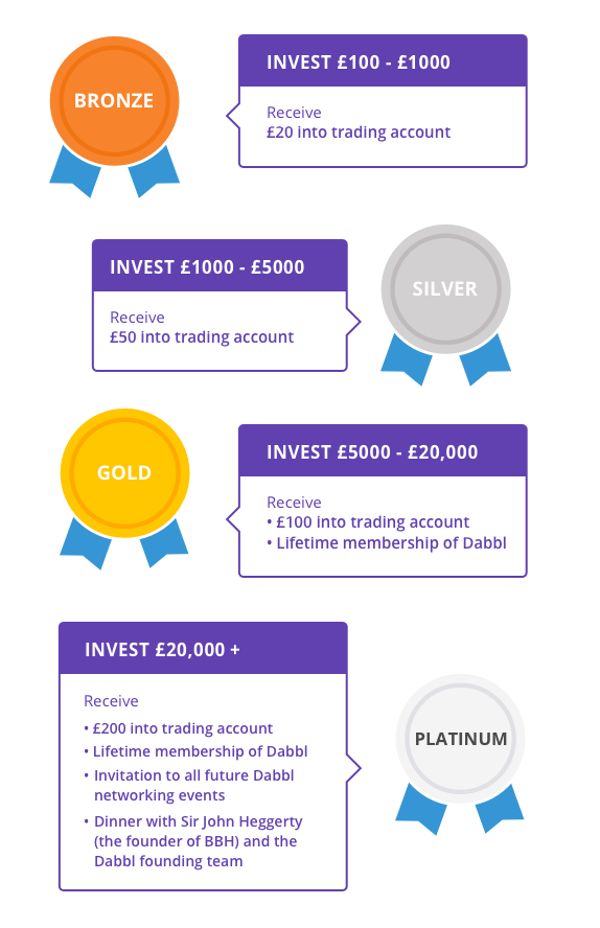 BRONZE
INVEST £100 - £1000
Receive
£20 into trading account
INVEST £1000 - £5000
Receive
£50 into trading account
SILVER
GOLD
INVEST £5000 - £20,000
Receive
• £100 into trading account
• Lifetime membership of Dabbl
INVEST £20,000 +
Receive
• £200 into trading account
• Lifetime membership of Dabbl
• Invitation to all future Dabbl
networking events
• Dinner with Sir John Heggerty
(the founder of BBH) and the
Dabbl founding team
PLATINUM